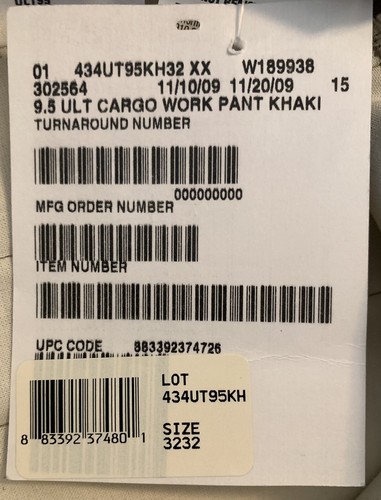 01 434UT95KH32 XX W189938
302564 11/10/09 11/20/09 15
9.5 ULT CARGO WORK PANT KHAKI
TURNAROUND NUMBER
000000000
MFG ORDER NUMBER
ITEM NUMBER
UPC CODE 883392374726
LOT
434UT95KH
SIZE
3232
8 83392 37480 1